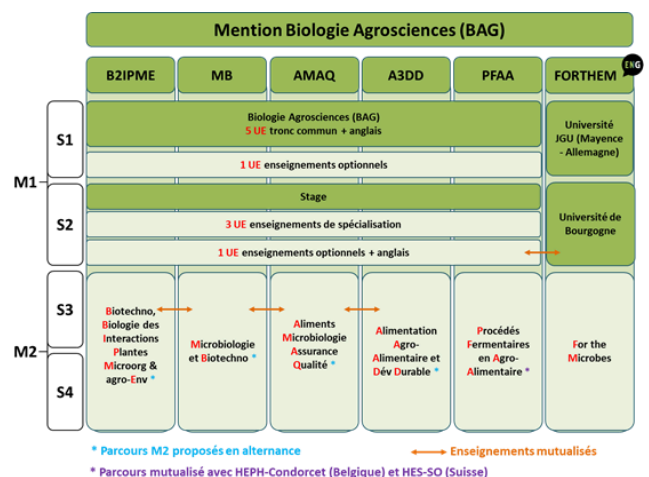 Mention Biologie Agrosciences (BAG)
B2IPME
MB
AMAQ
A3DD
PFAA
FORTHEM
ENG
M1
S1
Biologie Agrosciences (BAG)
5 UE tronc commun + anglais
1 UE enseignements optionnels
Université
JGU (Mayence
- Allemagne)
S2
Stage
3 UE enseignements de spécialisation
1 UE enseignements optionnels + anglais
Université de
Bourgogne
M2
S3
S4
Biotechno,
Biologie des
Interactions
Plantes
Microorg &
agro-Env *
Microbiologie
et Biotechno *
Aliments
Microbiologie
Assurance
Qualité *
Alimentation
Agro-
Alimentaire et
Dév Durable *
Procédés
Fermentaires
en Agro-
Alimentaire *
For the
Microbes
* Parcours M2 proposés en alternance
Enseignements mutualisés
* Parcours mutualisé avec HEPH-Condorcet (Belgique) et HES-SO (Suisse)